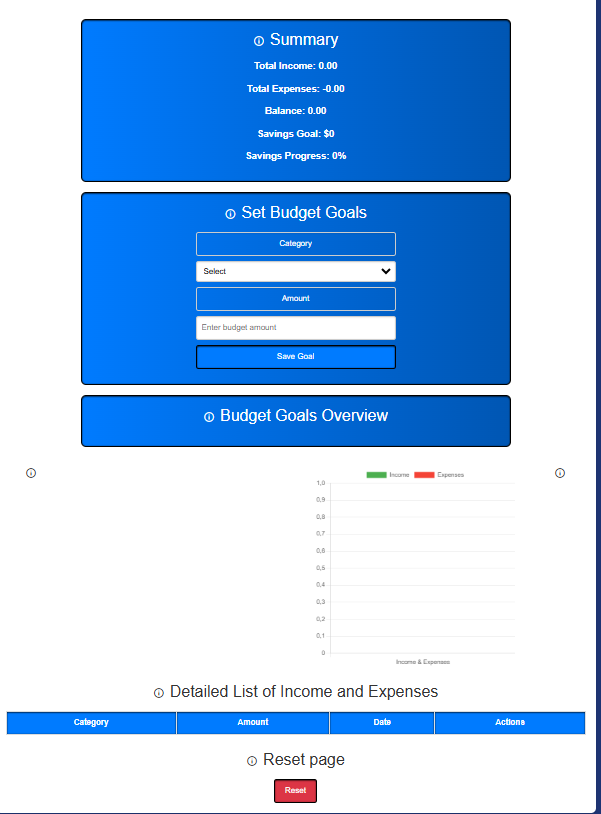 Summary
Total Income: 0.00
Total Expenses: -0.00
Balance: 0.00
Savings Goal: $0
Savings Progress: 0%
Set Budget Goals
Category
Select
Amount
Enter budget amount
Save Goal
Budget Goals Overview
Income Expenses
1,0
0,9
0,8
0,7
0,6
0,5
0,4
0,3
0,2
0,1
0
Income & Expenses
Detailed List of Income and Expenses
Category Amount Date Actions
Reset page
Reset